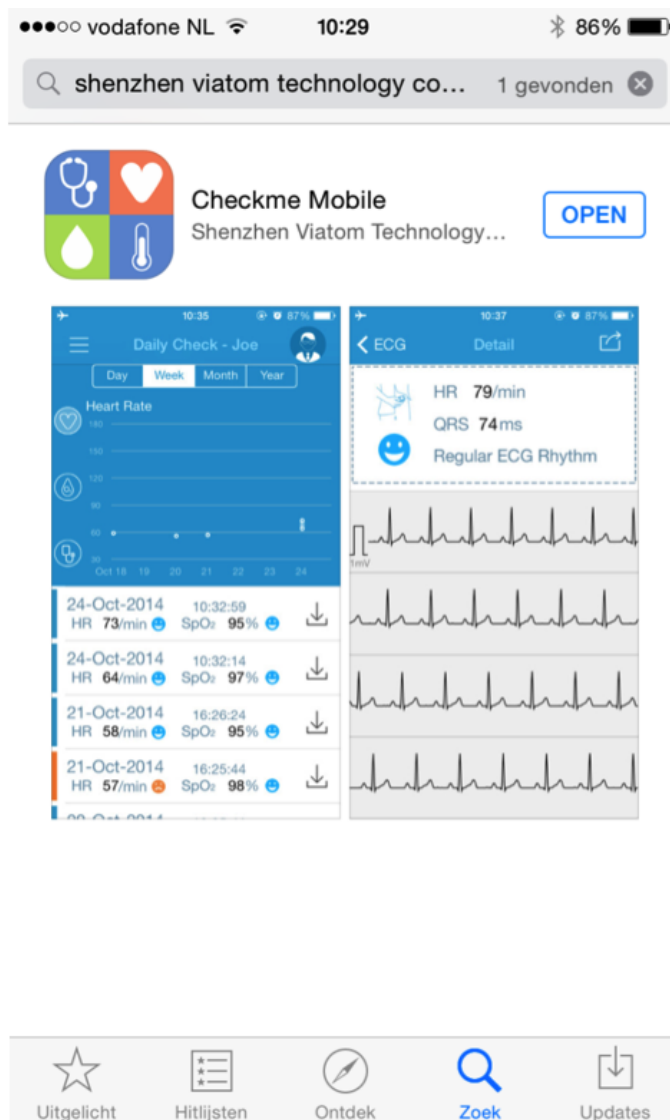 vodafone NL 10:29 86%
shenzhen viatom technology co... 1 gevonden
Checkme Mobile
Shenzhen Viatom Technology...
OPEN
10:35 87%
Daily Check - Joe
Day Week Month Year
Heart Rate
180
150
120
90
60
30
Oct 18 19 20 21 22 23 24
24-Oct-2014 10:32:59
HR 73/min SpO₂ 95%
24-Oct-2014 10:32:14
HR 64/min SpO₂ 97%
21-Oct-2014 16:26:24
HR 58/min SpO₂ 95%
21-Oct-2014 16:25:44
HR 57/min SpO₂ 98%
10:37 87%
ECG Detail
HR 79/min
QRS 74ms
Regular ECG Rhythm
1mV
Uitgelicht Hitlijsten Ontdek Zoek Updates